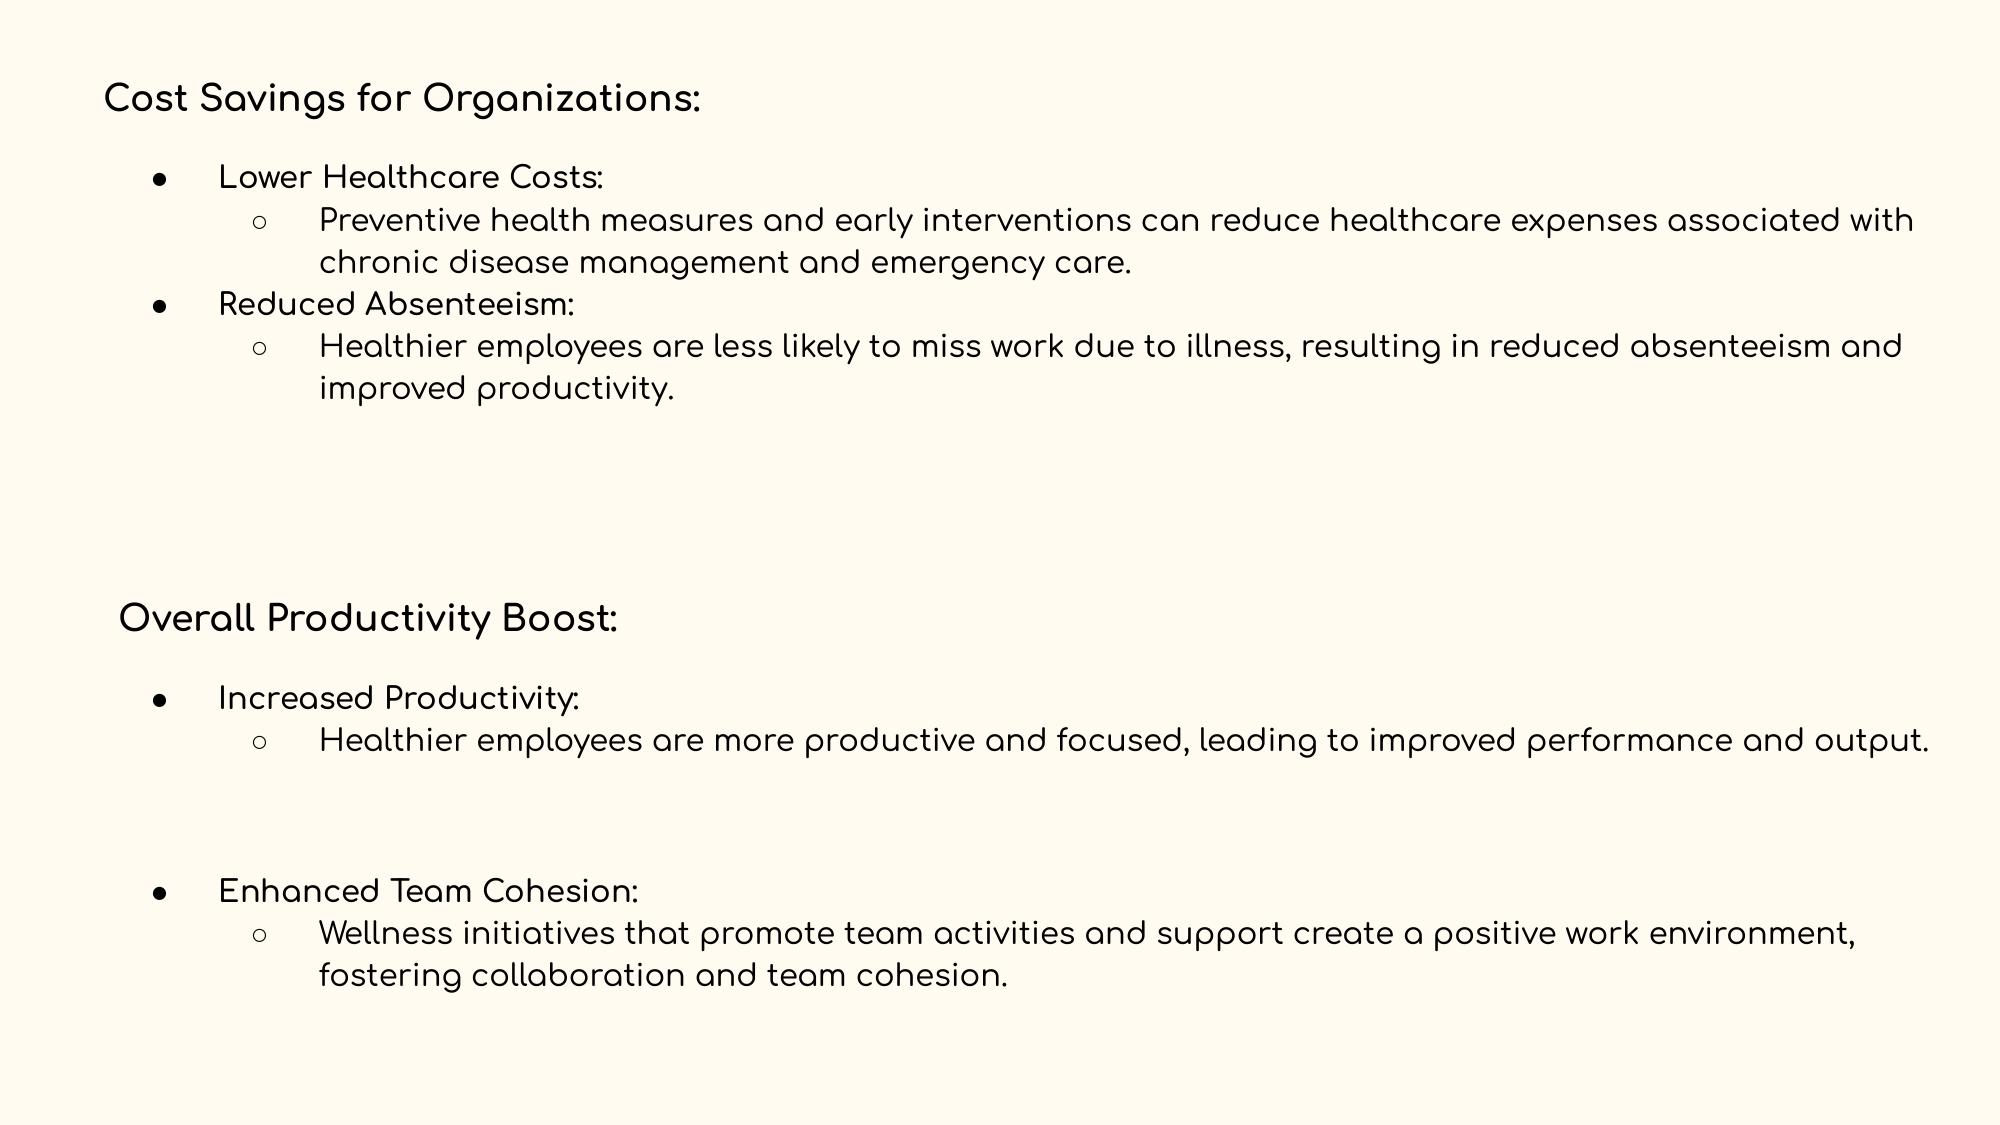 Cost Savings for Organizations:
● Lower Healthcare Costs:
○ Preventive health measures and early interventions can reduce healthcare expenses associated with
chronic disease management and emergency care.
● Reduced Absenteeism:
○ Healthier employees are less likely to miss work due to illness, resulting in reduced absenteeism and
improved productivity.
Overall Productivity Boost:
● Increased Productivity:
○ Healthier employees are more productive and focused, leading to improved performance and output.
● Enhanced Team Cohesion:
○ Wellness initiatives that promote team activities and support create a positive work environment,
fostering collaboration and team cohesion.